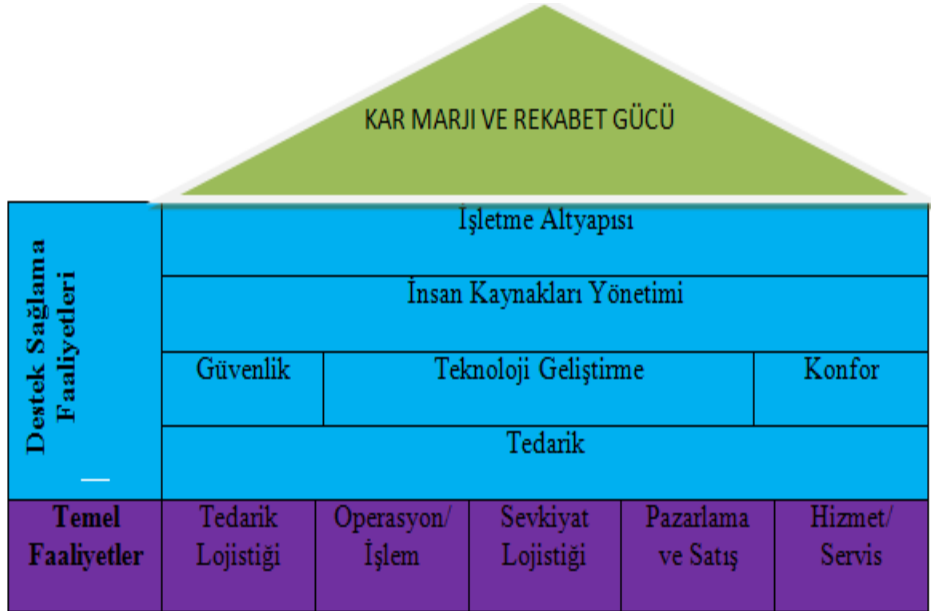 KAR MARJI VE REKABET GÜCÜ
Destek Sağlama
Faaliyetleri
İşletme Altyapısı
İnsan Kaynakları Yönetimi
Güvenlik
Teknoloji Geliştirme
Konfor
Tedarik
Temel
Faaliyetler
Tedarik
Lojistiği
Operasyon/
İşlem
Sevkiyat
Lojistiği
Pazarlama
ve Satış
Hizmet/
Servis